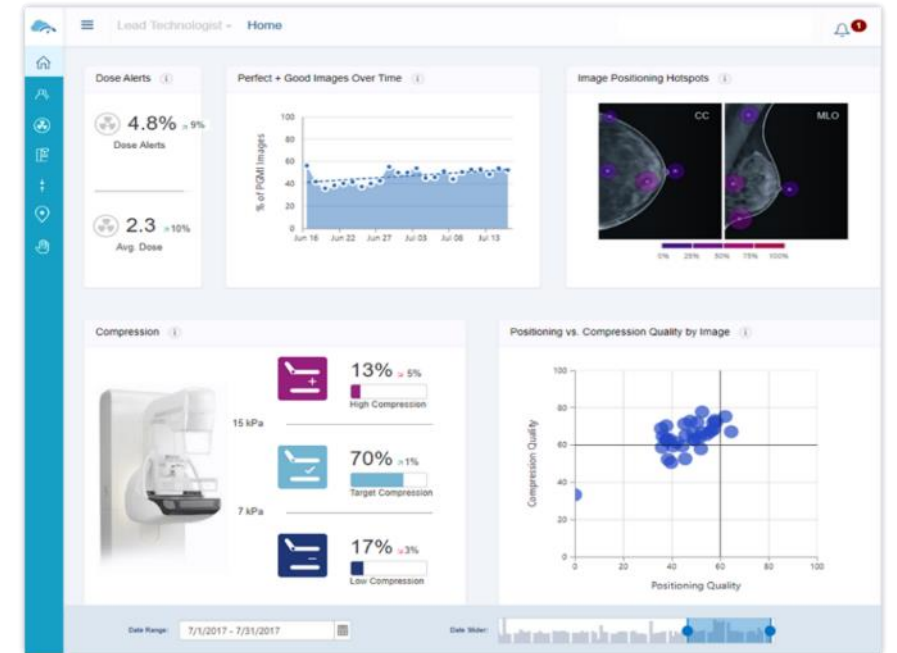 Lead Technologist - Home
1
Dose Alerts i
4.8% 9%
Dose Alerts
2.3 10%
Avg. Dose
Perfect + Good Images Over Time i
% of PGMI Images
100
80
60
40
20
0
Jun 16 Jun 22 Jun 27 Jul 03 Jul 08 Jul 13
Image Positioning Hotspots i
CC MLO
0% 25% 50% 75% 100%
Compression i
13% 5%
High Compression
15 kPa
70% 1%
Target Compression
7 kPa
17% 3%
Low Compression
Positioning vs. Compression Quality by Image i
Compression Quality
100
80
60
40
20
0
0 20 40 60 80 100
Positioning Quality
Date Range: 7/1/2017 - 7/31/2017 Date Slider: